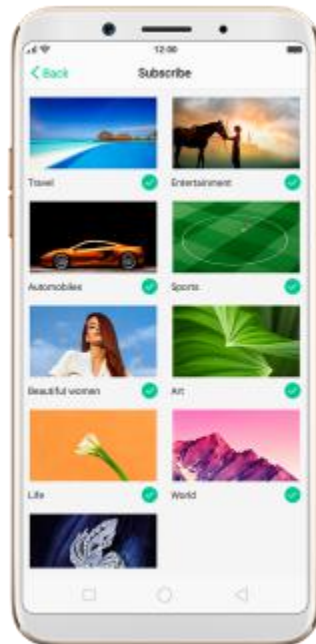 12:00
Back Subscribe
Travel Entertainment
Automobiles Sports
Beautiful women Art
Life World